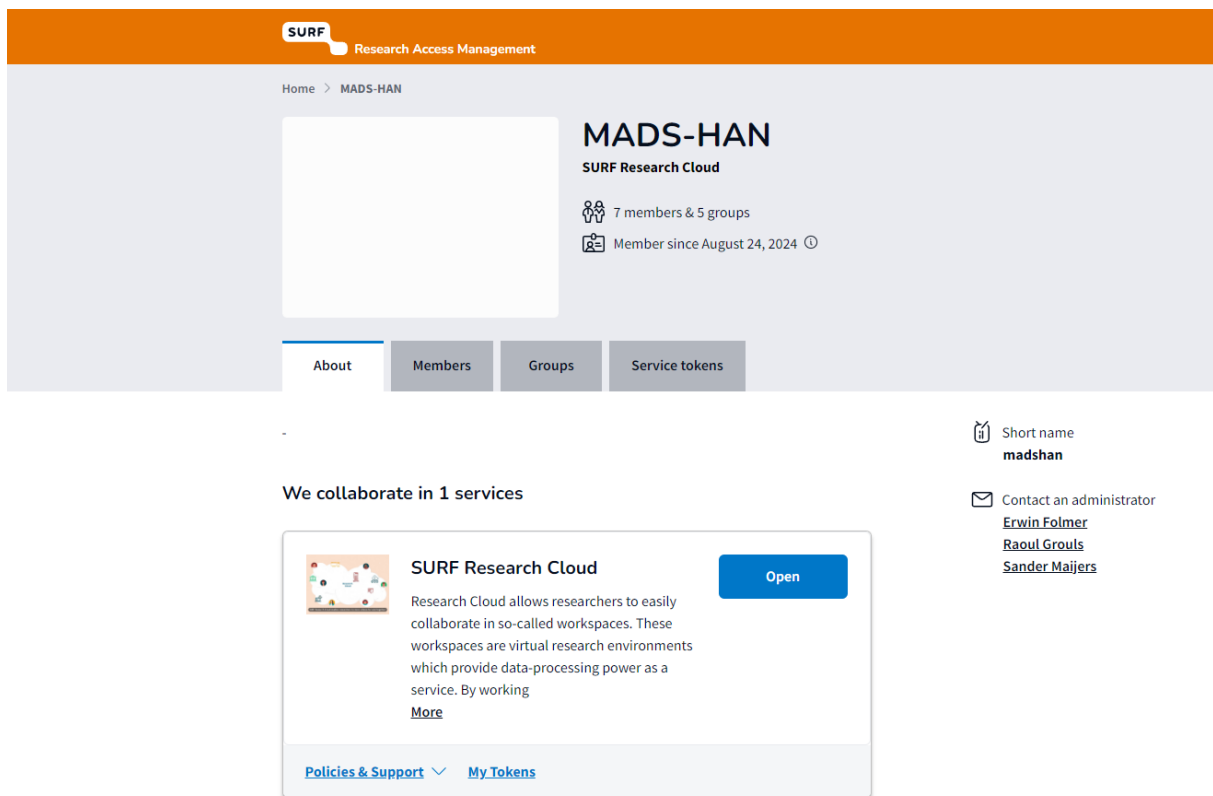 SURF
Research Access Management
Home > MADS-HAN
MADS-HAN
SURF Research Cloud
7 members & 5 groups
Member since August 24, 2024
About
Members
Groups
Service tokens
-
Short name
madshan
We collaborate in 1 services
Contact an administrator
Erwin Folmer
Raoul Grouls
Sander Maijers
SURF Research Cloud
Open
Research Cloud allows researchers to easily
collaborate in so-called workspaces. These
workspaces are virtual research environments
which provide data-processing power as a
service. By working
More
Policies & Support
My Tokens